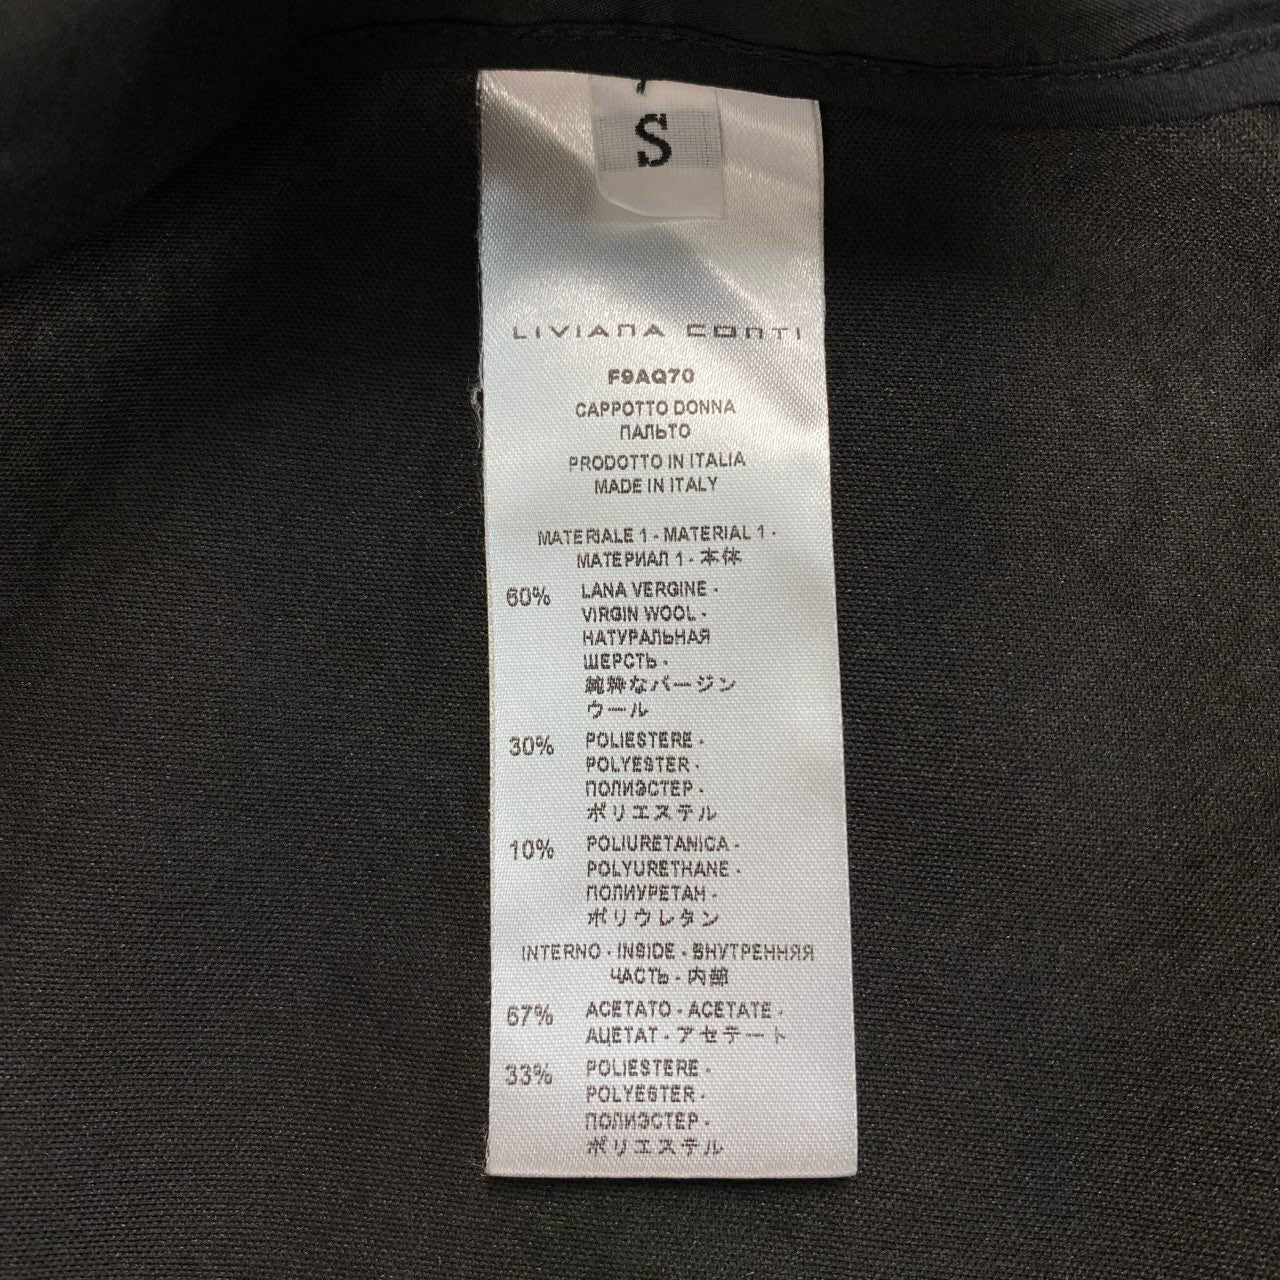 S
LIVIANA CONTI
F9AQ70
CAPPOTTO DONNA
ПАЛЬТО
PRODOTTO IN ITALIA
MADE IN ITALY
MATERIALE 1 - MATERIAL 1 -
МАТЕРИАЛ 1 - 本体
60% LANA VERGINE -
VIRGIN WOOL -
НАТУРАЛЬНАЯ
ШЕРСТЬ -
純粋なバージン
ウール
30% POLIESTERE -
POLYESTER -
ПОЛИЭСТЕР -
ポリエステル
10% POLIURETANICA -
POLYURETHANE -
ПОЛИУРЕТАН -
ポリウレタン
INTERNO - INSIDE - ВНУТРЕННЯЯ
ЧАСТЬ - 内部
67% ACETATO - ACETATE -
АЦЕТАТ - アセテート
33% POLIESTERE -
POLYESTER -
ПОЛИЭСТЕР -
ポリエステル